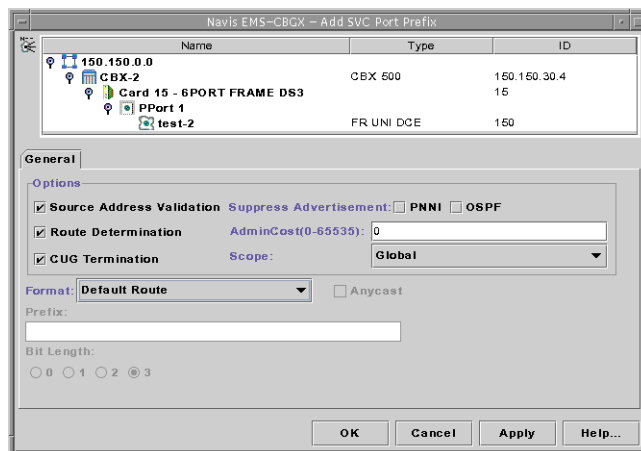 Navis EMS-CBGX - Add SVC Port Prefix
Name Type ID
150.150.0.0
CBX-2 CBX 500 150.150.30.4
Card 15 - 6PORT FRAME DS3 15
PPort 1
test-2 FR UNI DCE 150
General
Options
Source Address Validation Suppress Advertisement: PNNI OSPF
Route Determination AdminCost(0-65535): 0
CUG Termination Scope: Global
Format: Default Route Anycast
Prefix:
Bit Length:
0 1 2 3
OK Cancel Apply Help...